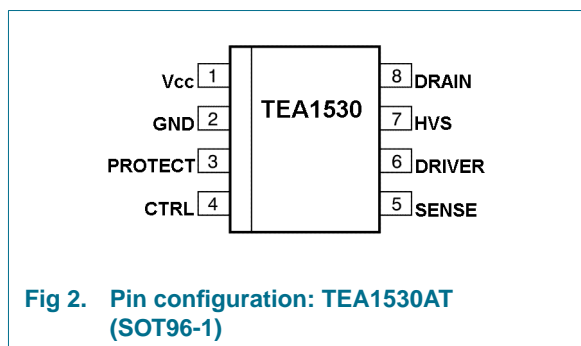 Vcc 1 TEA1530 8 DRAIN
GND 2 7 HVS
PROTECT 3 6 DRIVER
CTRL 4 5 SENSE
Fig 2. Pin configuration: TEA1530AT
(SOT96-1)